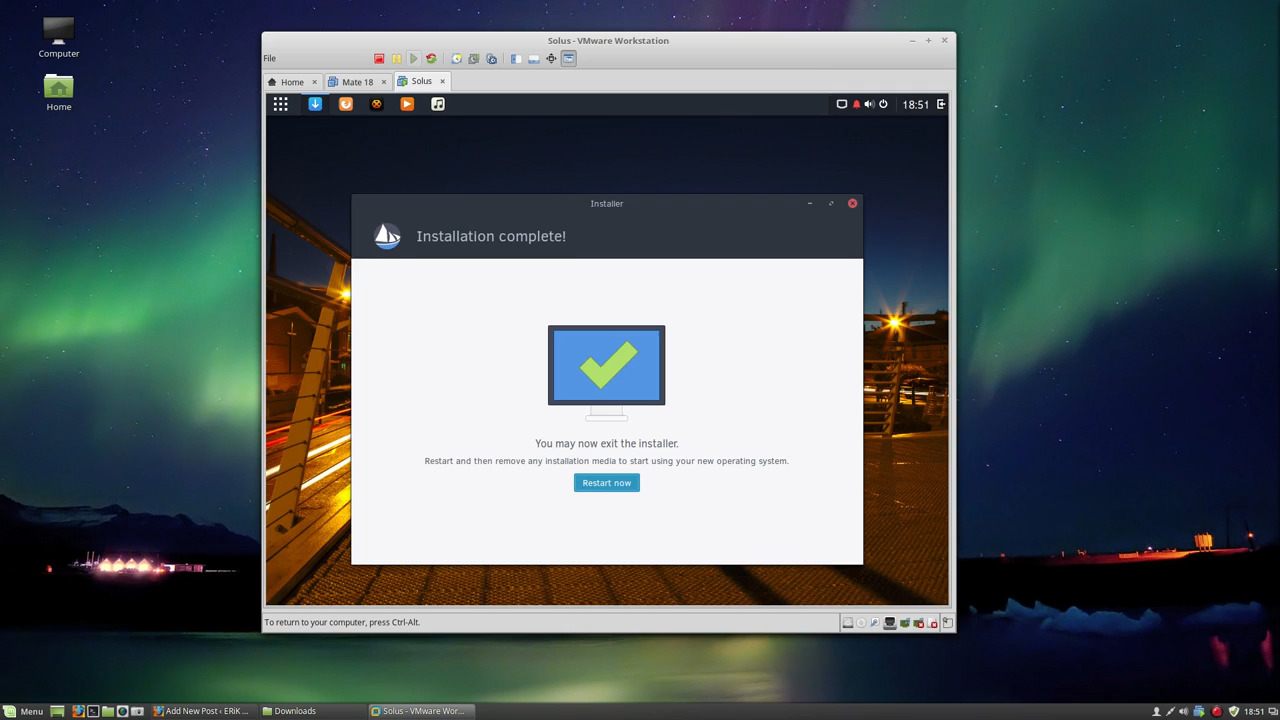 Computer
Home
Solus - VMware Workstation
File
Home
Mate 18
Solus
18:51
Installer
Installation complete!
You may now exit the installer.
Restart and then remove any installation media to start using your new operating system.
Restart now
To return to your computer, press Ctrl-Alt.
Menu
Add New Post ‹ ERiK ...
Downloads
Solus - VMware Wor...
18:51